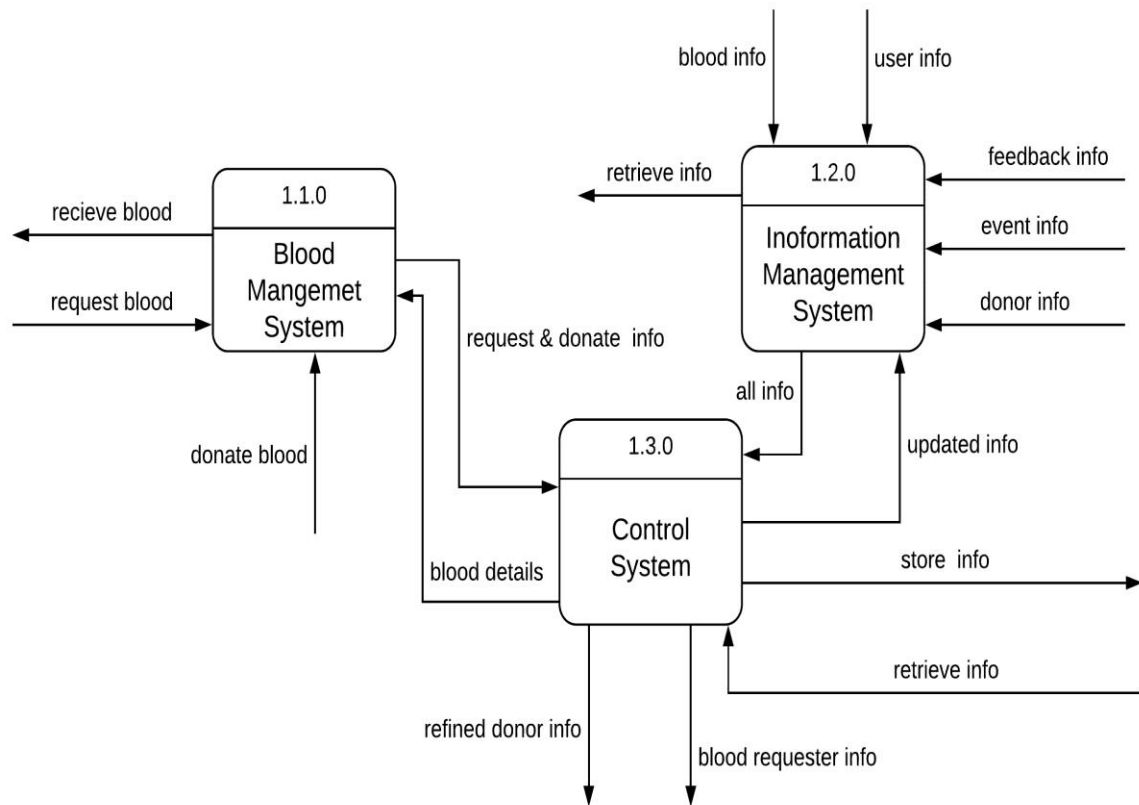 blood info
user info
1.1.0
recieve blood
Blood
Mangemet
System
request blood
donate blood
request & donate  info
blood details
retrieve info
1.2.0
Inoformation
Management
System
feedback info
event info
donor info
all info
updated info
1.3.0
Control
System
store  info
retrieve info
refined donor info
blood requester info